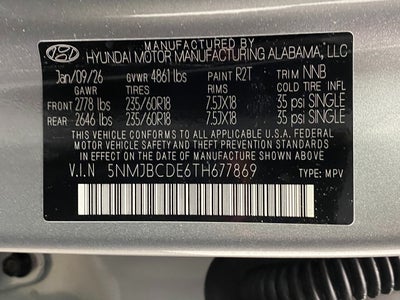 MANUFACTURED BY
HYUNDAI MOTOR MANUFACTURING ALABAMA, LLC
Jan/09/26 GVWR 4861 lbs PAINT R2T TRIM NNB
GAWR TIRES RIMS COLD TIRE INFL
FRONT 2778 lbs 235/60R18 7.5JX18 35 psi SINGLE
REAR 2646 lbs 235/60R18 7.5JX18 35 psi SINGLE
THIS VEHICLE CONFORMS TO ALL APPLICABLE U.S.A. FEDERAL
MOTOR VEHICLE SAFETY, BUMPER, AND THEFT PREVENTION STANDARDS
IN EFFECT ON THE DATE OF MANUFACTURE SHOWN ABOVE.
V.I.N 5NMJBCDE6TH677869
TYPE: MPV